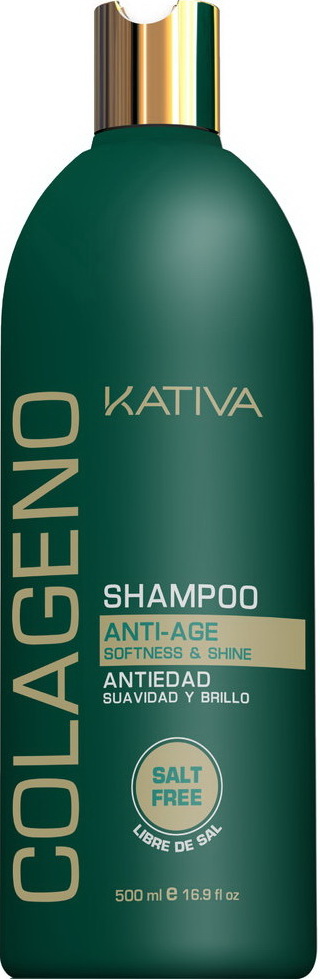 COLAGENO
KATIVA
SHAMPOO
ANTI-AGE
SOFTNESS & SHINE
ANTIEDAD
SUAVIDAD Y BRILLO
SALT
FREE
LIBRE DE SAL
500 ml e 16.9 fl oz